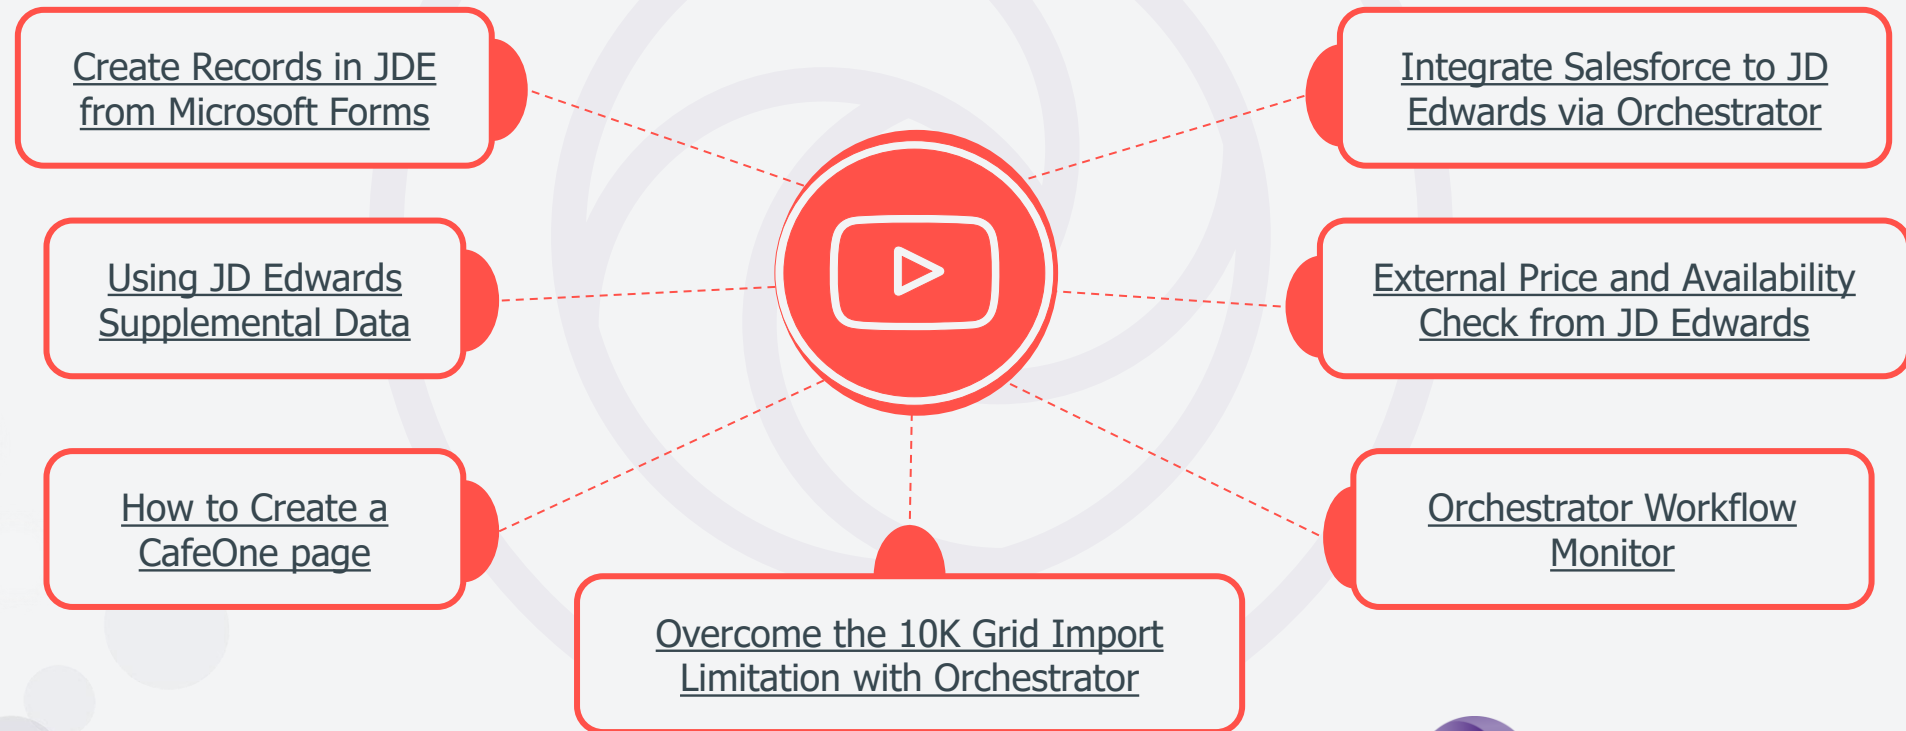 Create Records in JDE
from Microsoft Forms
Integrate Salesforce to JD
Edwards via Orchestrator
Using JD Edwards
Supplemental Data
External Price and Availability
Check from JD Edwards
How to Create a
CafeOne page
Orchestrator Workflow
Monitor
Overcome the 10K Grid Import
Limitation with Orchestrator